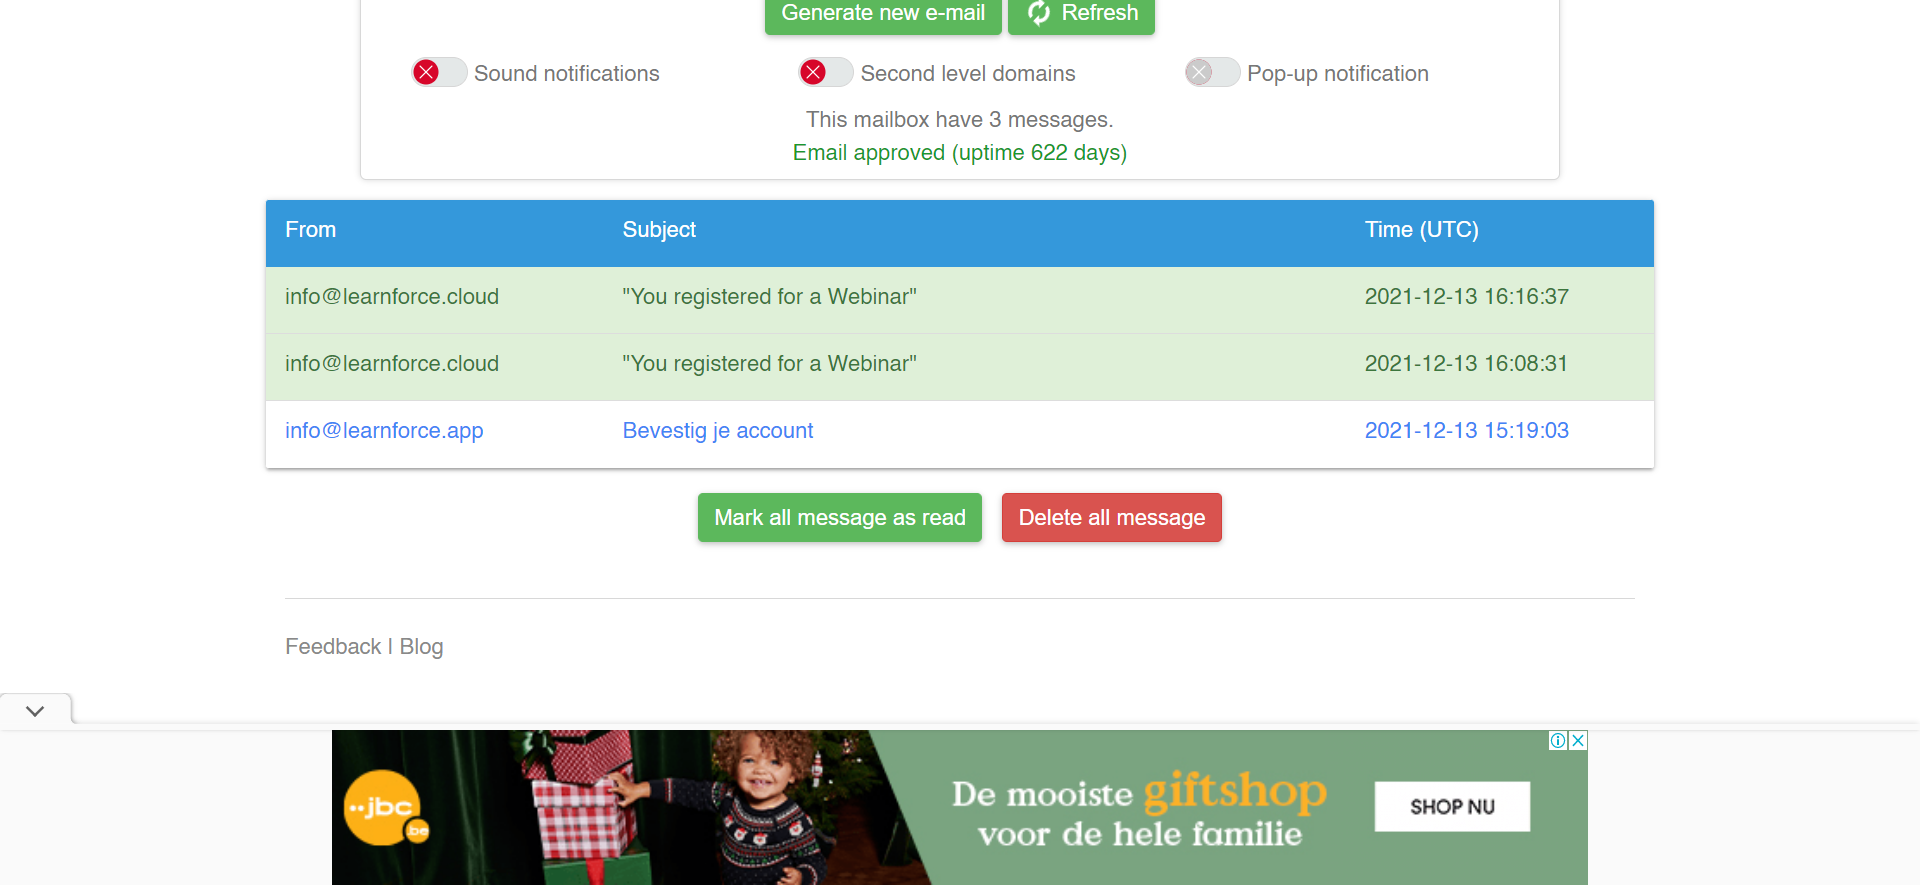 Generate new e-mail Refresh
Sound notifications Second level domains Pop-up notification
This mailbox have 3 messages.
Email approved (uptime 622 days)
From Subject Time (UTC)
info@learnforce.cloud "You registered for a Webinar" 2021-12-13 16:16:37
info@learnforce.cloud "You registered for a Webinar" 2021-12-13 16:08:31
info@learnforce.app Bevestig je account 2021-12-13 15:19:03
Mark all message as read Delete all message
Feedback | Blog
jbc
.be
De mooiste giftshop
voor de hele familie
SHOP NU